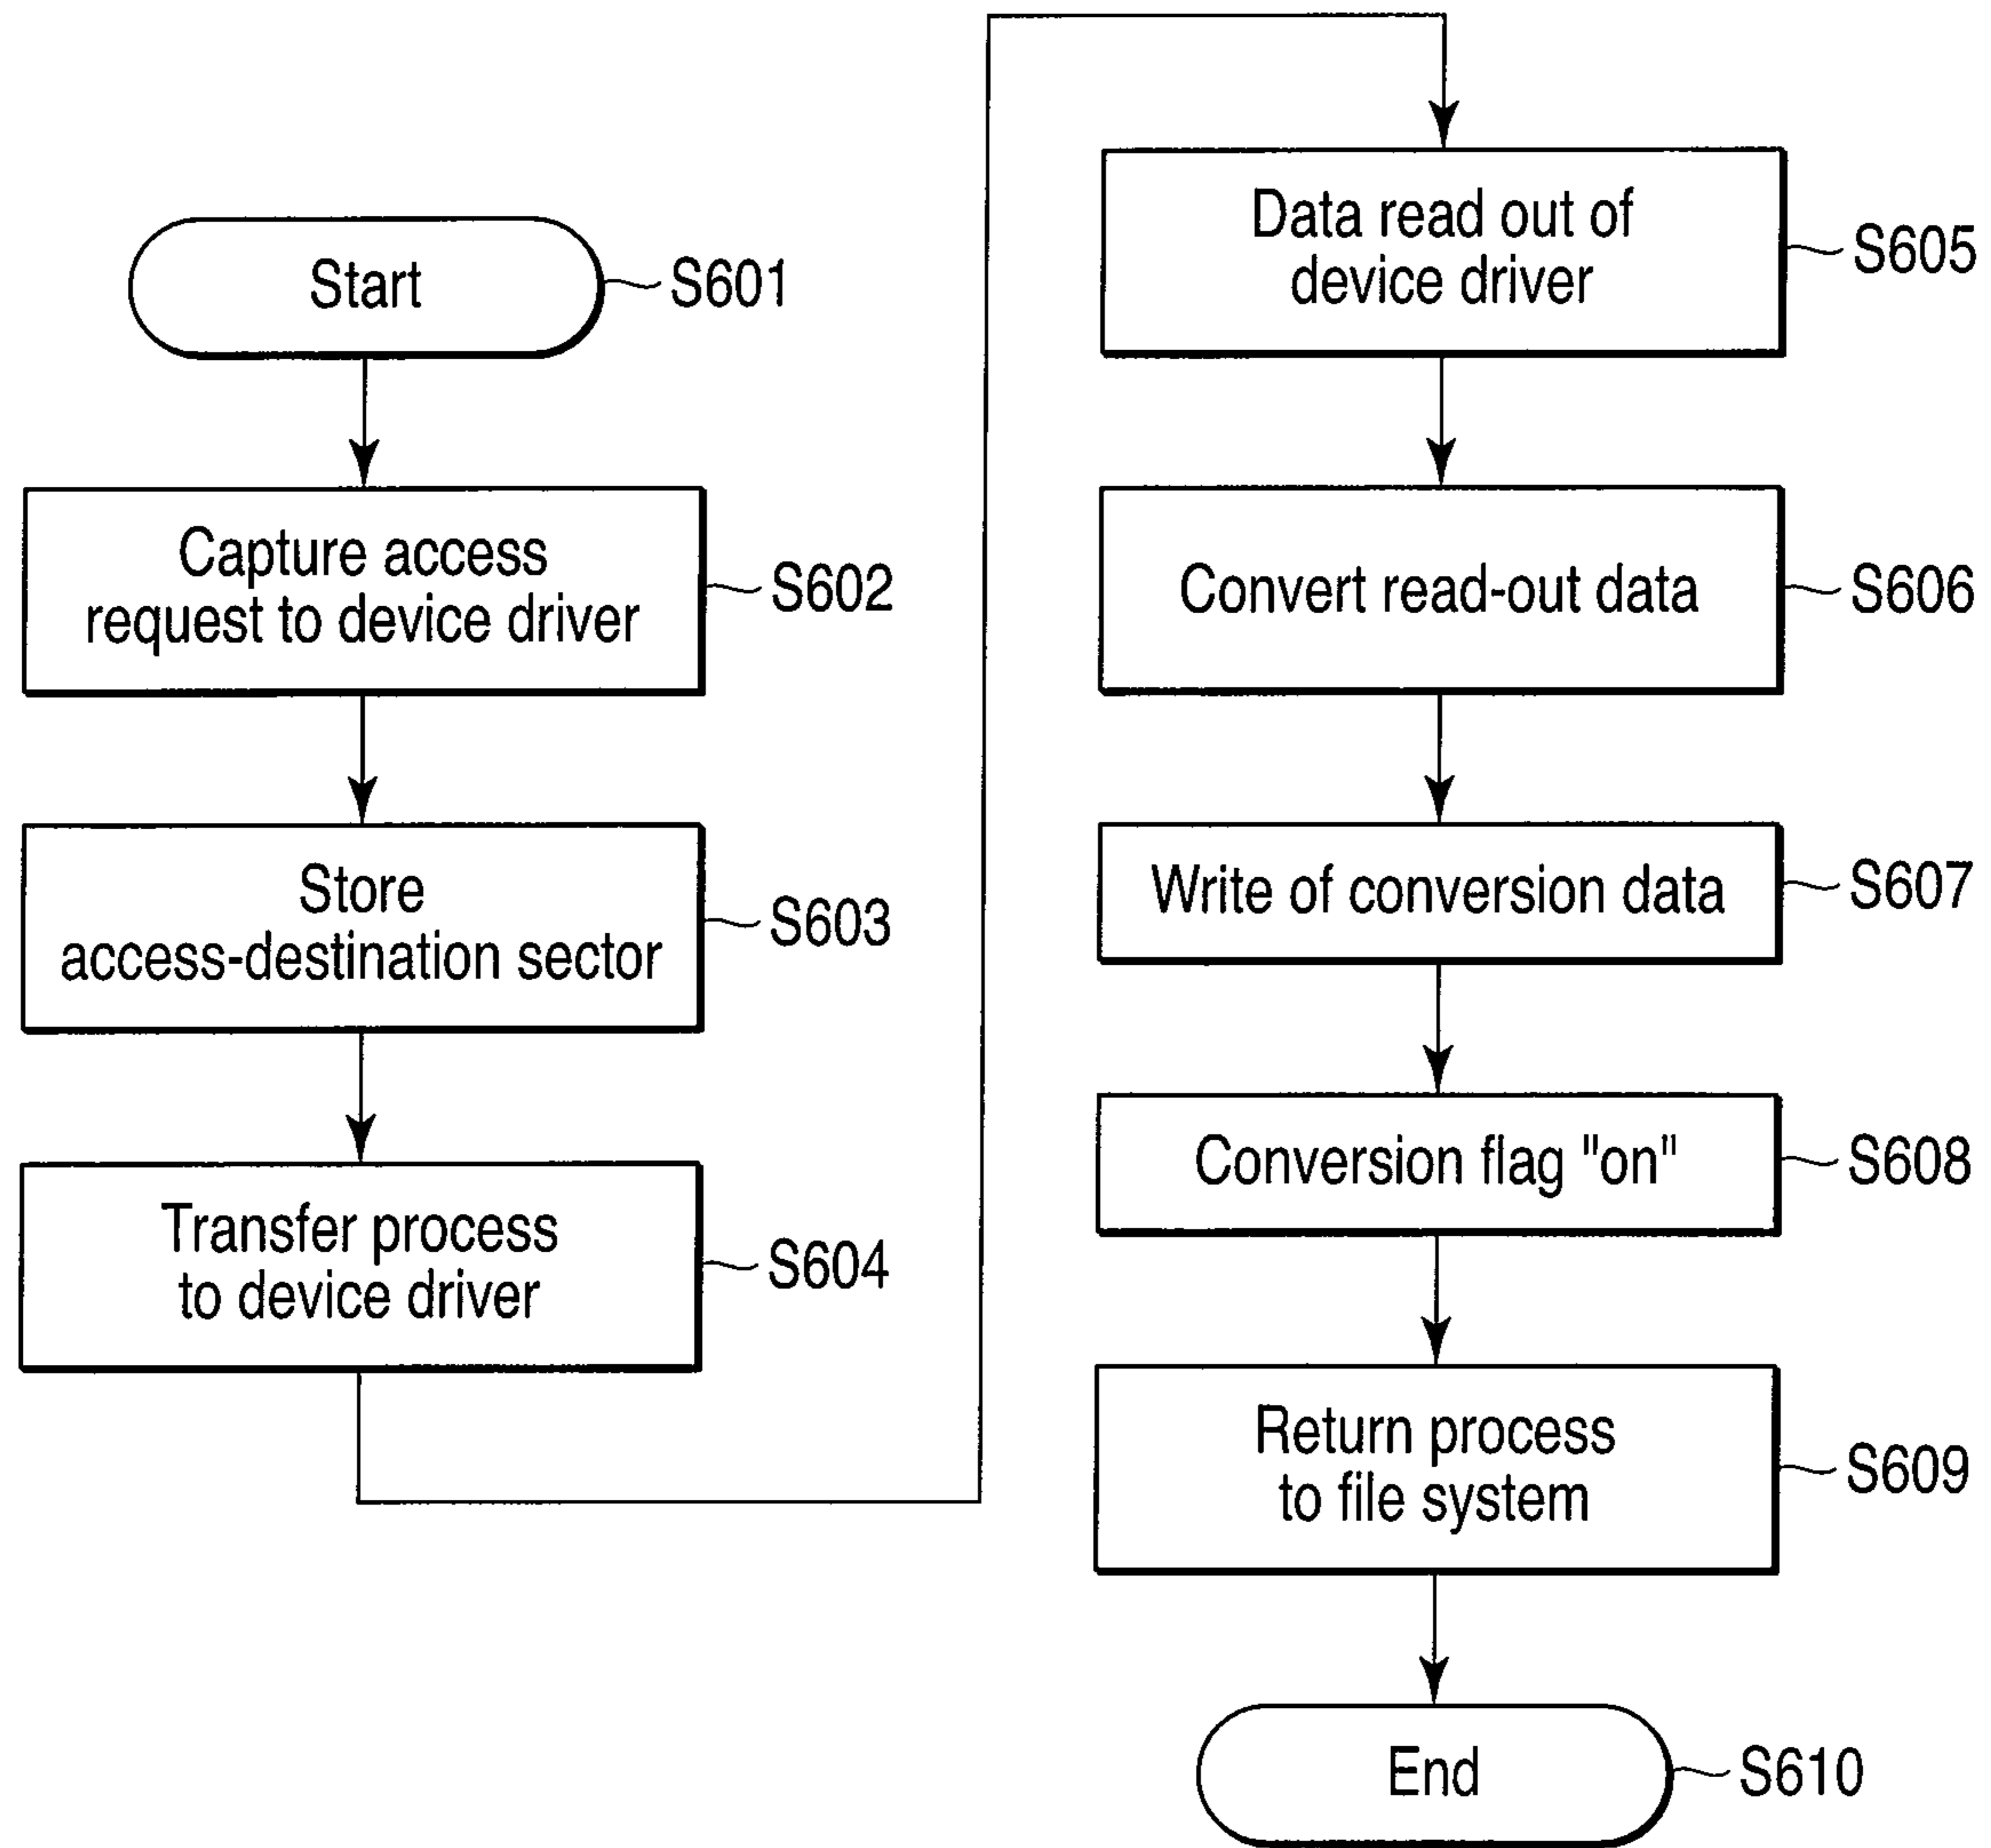 Start
S601
Capture access
request to device driver
S602
Store
access-destination sector
S603
Transfer process
to device driver
S604
Data read out of
device driver
S605
Convert read-out data
S606
Write of conversion data
S607
Conversion flag "on"
S608
Return process
to file system
S609
End
S610